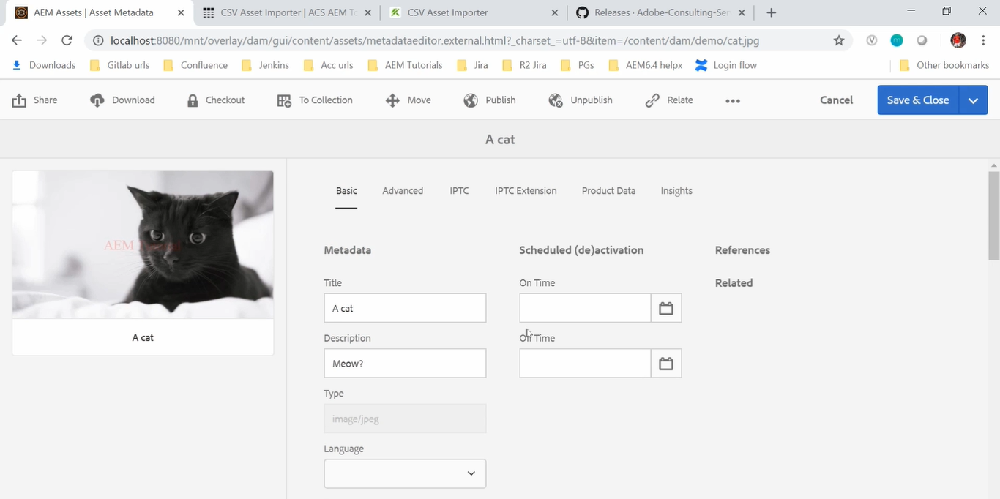 AEM Assets | Asset Metadata
CSV Asset Importer | ACS AEM To
CSV Asset Importer
Releases · Adobe-Consulting-Ser
localhost:8080/mnt/overlay/dam/gui/content/assets/metadataeditor.external.html?_charset_=utf-8&item=/content/dam/demo/cat.jpg
Downloads Gitlab urls Confluence Jenkins Acc urls AEM Tutorials Jira R2 Jira PGs AEM6.4 helpx Login flow Other bookmarks
Share Download Checkout To Collection Move Publish Unpublish Relate Cancel Save & Close
A cat
Basic Advanced IPTC IPTC Extension Product Data Insights
AEM
A cat
Metadata Scheduled (de)activation References
Title On Time Related
A cat
Description Off Time
Meow?
Type
image/jpeg
Language